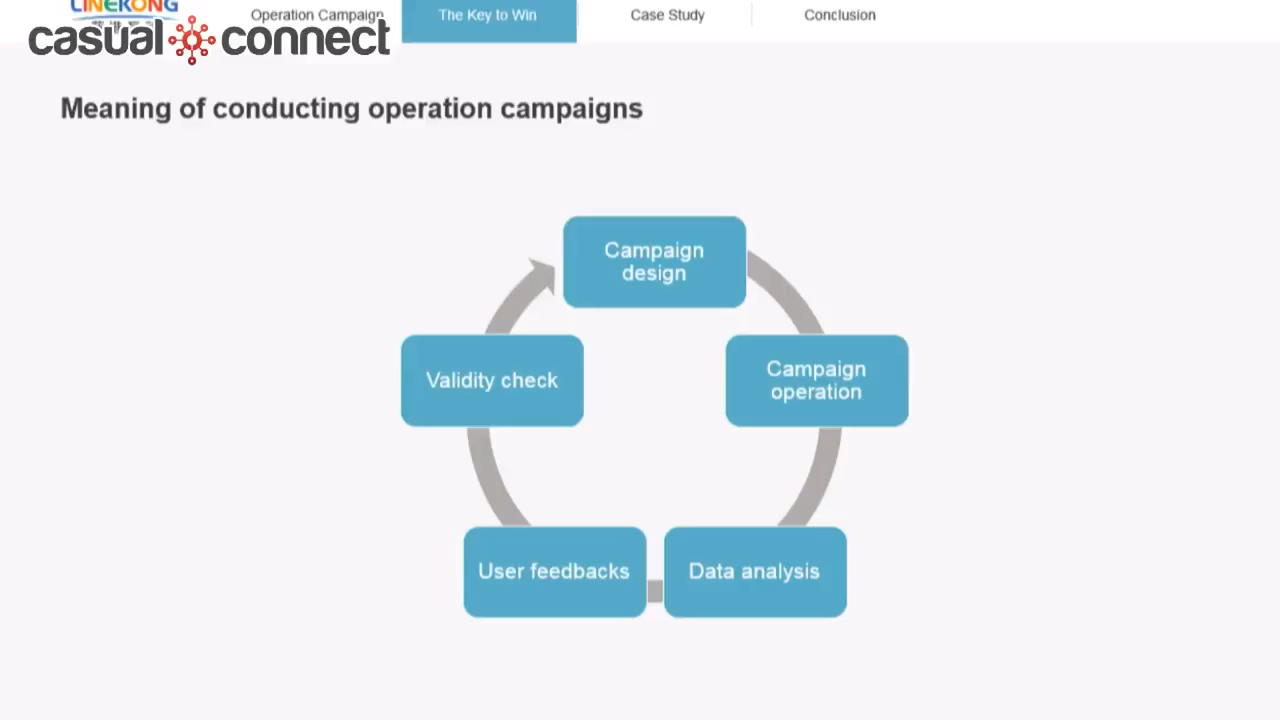 LINEKONG
Operation Campaign
The Key to Win
Case Study
Conclusion
casual connect
Meaning of conducting operation campaigns
Campaign
design
Campaign
operation
Data analysis
User feedbacks
Validity check